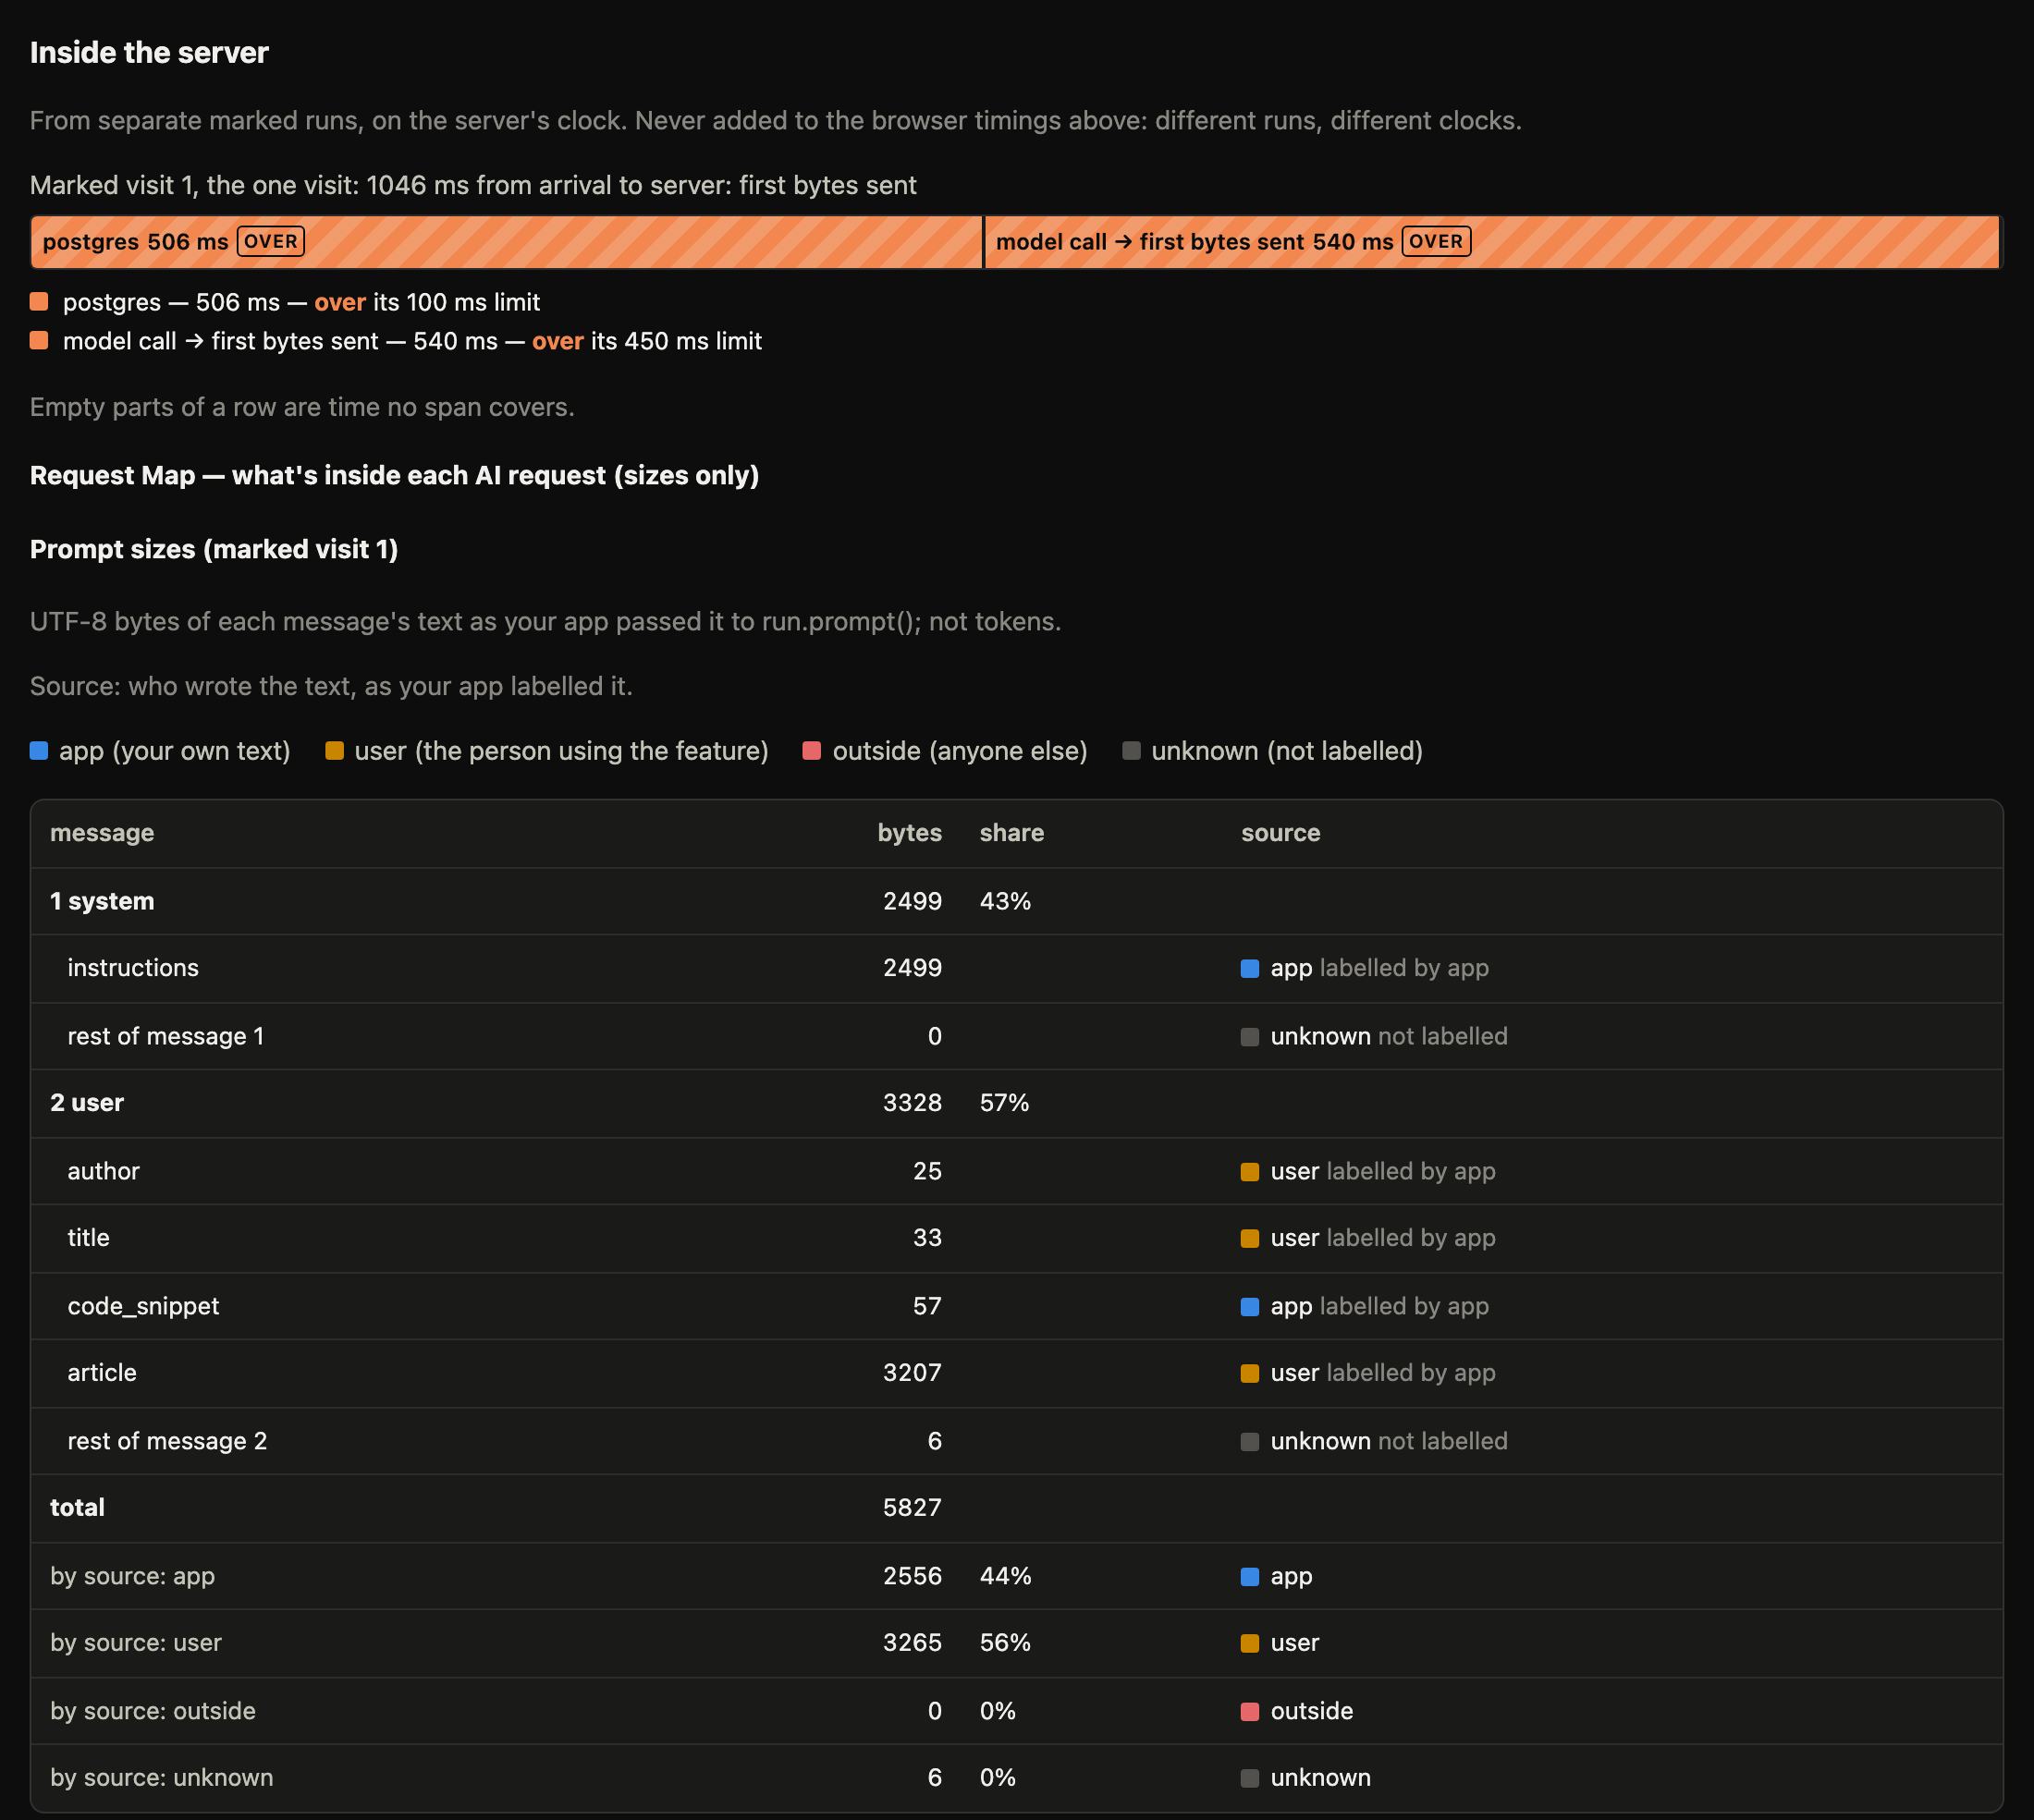 Inside the server
From separate marked runs, on the server's clock. Never added to the browser timings above: different runs, different clocks.
Marked visit 1, the one visit: 1046 ms from arrival to server: first bytes sent
postgres 506 ms OVER model call → first bytes sent 540 ms OVER
postgres — 506 ms — over its 100 ms limit
model call → first bytes sent — 540 ms — over its 450 ms limit
Empty parts of a row are time no span covers.
Request Map — what's inside each AI request (sizes only)
Prompt sizes (marked visit 1)
UTF-8 bytes of each message's text as your app passed it to run.prompt(); not tokens.
Source: who wrote the text, as your app labelled it.
app (your own text) user (the person using the feature) outside (anyone else) unknown (not labelled)
message bytes share source
1 system 2499 43%
instructions 2499 app labelled by app
rest of message 1 0 unknown not labelled
2 user 3328 57%
author 25 user labelled by app
title 33 user labelled by app
code_snippet 57 app labelled by app
article 3207 user labelled by app
rest of message 2 6 unknown not labelled
total 5827
by source: app 2556 44% app
by source: user 3265 56% user
by source: outside 0 0% outside
by source: unknown 6 0% unknown